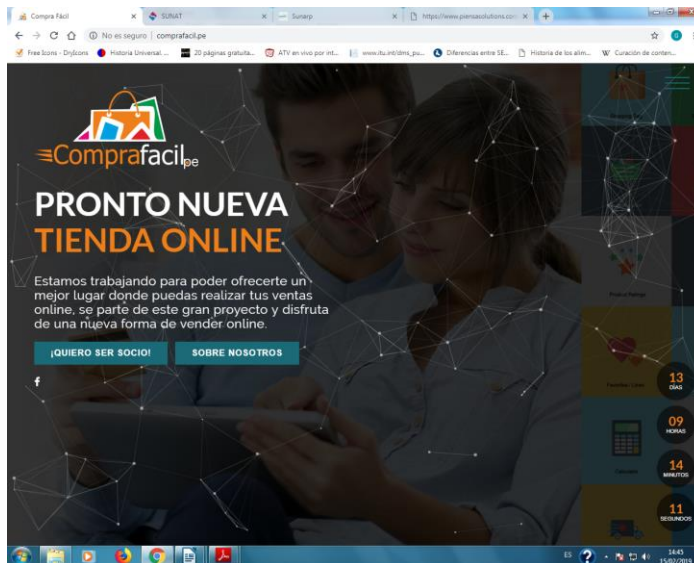 Compra Fácil
SUNAT
Sunarp
https://www.piensasolutions.con
No es seguro | comprafacil.pe
Free Icons - DryIcons
Historia Universal ...
20 páginas gratuita...
ATV en vivo por int...
www.itu.int/dms_pu...
Diferencias entre SE...
Historia de los alim...
Curación de conten...
Comprafacil.pe
PRONTO NUEVA
TIENDA ONLINE
Estamos trabajando para poder ofrecerte un
mejor lugar donde puedas realizar tus ventas
online, se parte de este gran proyecto y disfruta
de una nueva forma de vender online.
¡QUIERO SER SOCIO!
SOBRE NOSOTROS
13
DÍAS
09
HORAS
14
MINUTOS
11
SEGUNDOS
ES
14:45
15/02/2019